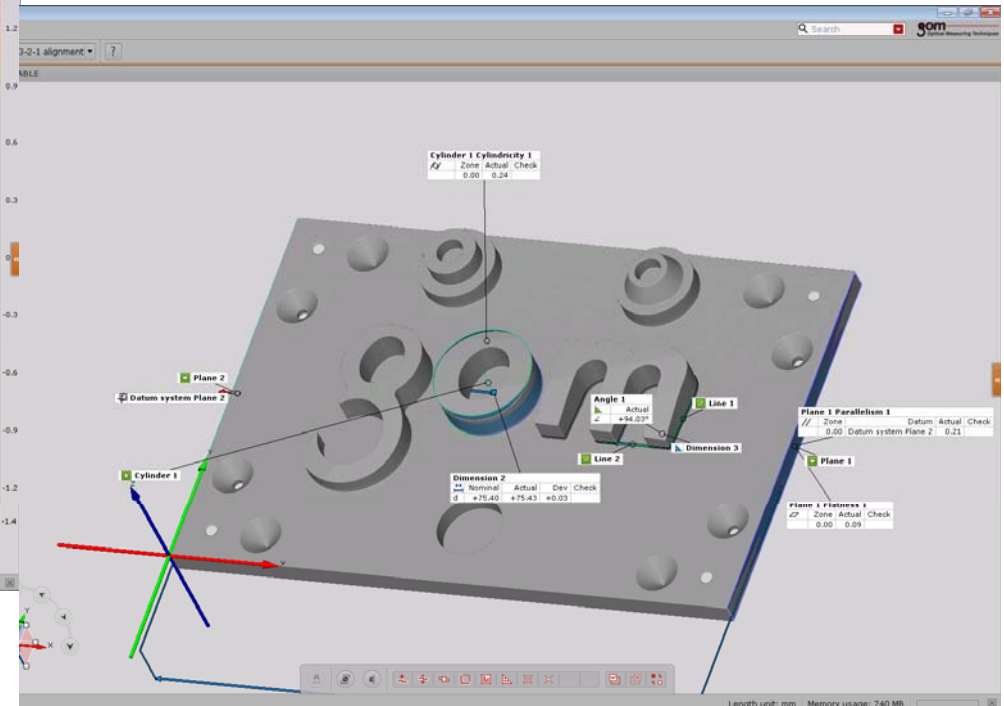 1.2
0.9
0.6
0.3
0
-0.3
-0.6
-0.9
-1.2
-1.4
Search
gom
Optical Measuring Techniques
3-2-1 alignment
?
ABLE
Cylinder 1 Cylindricity 1
Zone Actual Check
0.00 0.24
Plane 2
Datum system Plane 2
Cylinder 1
Z
Y
Angle 1
Actual
∠ +94.03°
Line 1
Line 2
Dimension 3
Dimension 2
Nominal Actual Dev Check
d +75.40 +75.43 +0.03
Plane 1 Parallelism 1
// Zone Datum Actual Check
0.00 Datum system Plane 2 0.21
Plane 1
Plane 1 Flatness 1
Zone Actual Check
0.00 0.09
Y
X
Length unit: mm Memory usage: 740 MB